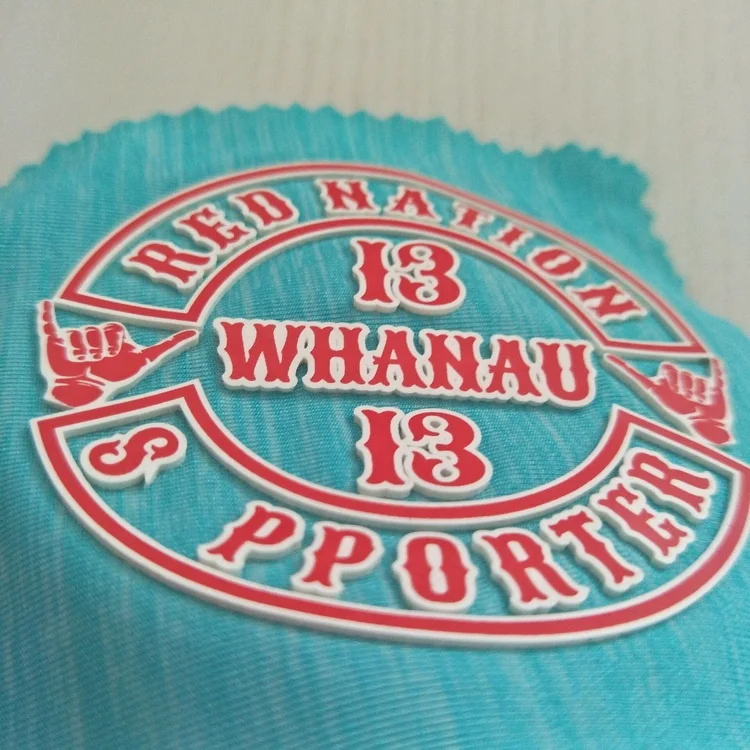 RED NATION
13
WHANAU
13
S PPORTER